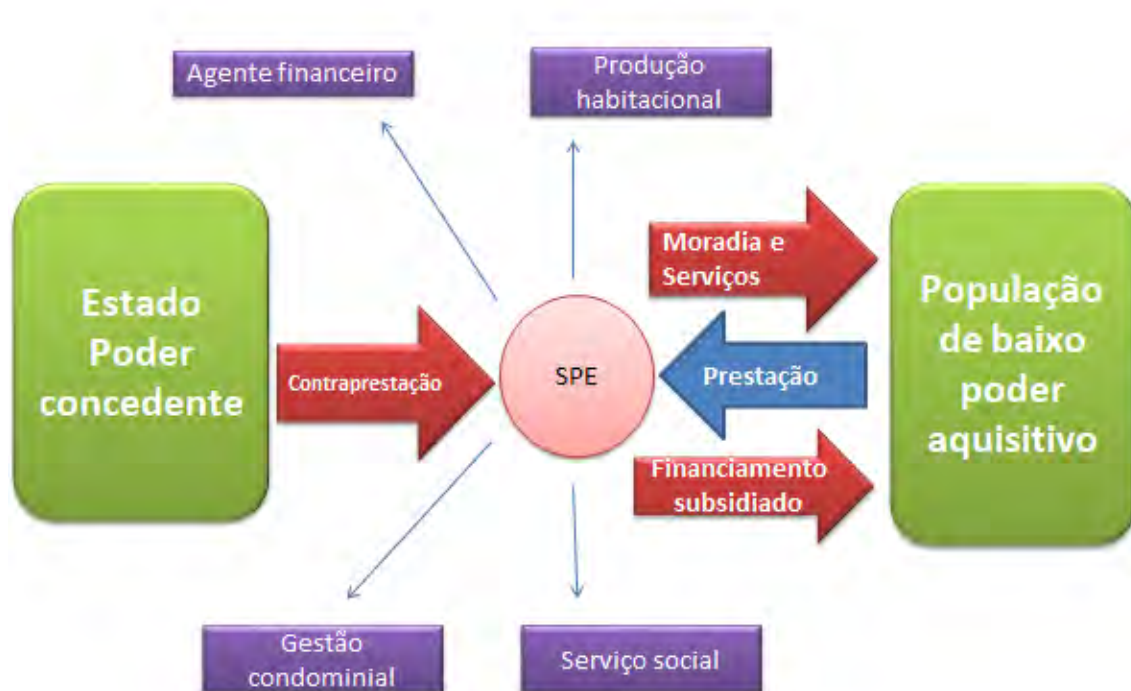 Agente financeiro
Produção
habitacional
Estado
Poder
concedente
Contraprestação
SPE
Moradia e
Serviços
Prestação
Financiamento
subsidiado
População
de baixo
poder
aquisitivo
Gestão
condominial
Serviço social